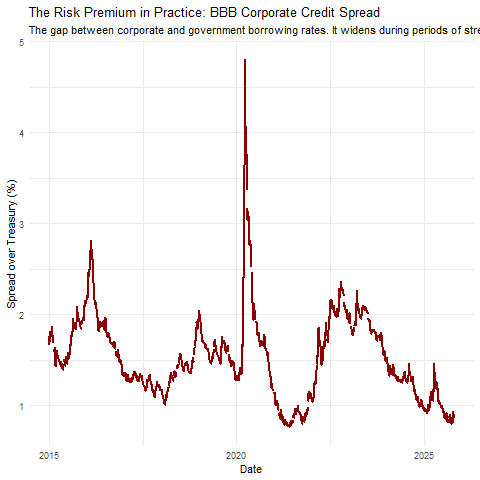 The Risk Premium in Practice: BBB Corporate Credit Spread
The gap between corporate and government borrowing rates. It widens during periods of stre
5
4
3
2
1
Spread over Treasury (%)
2015
2020
2025
Date